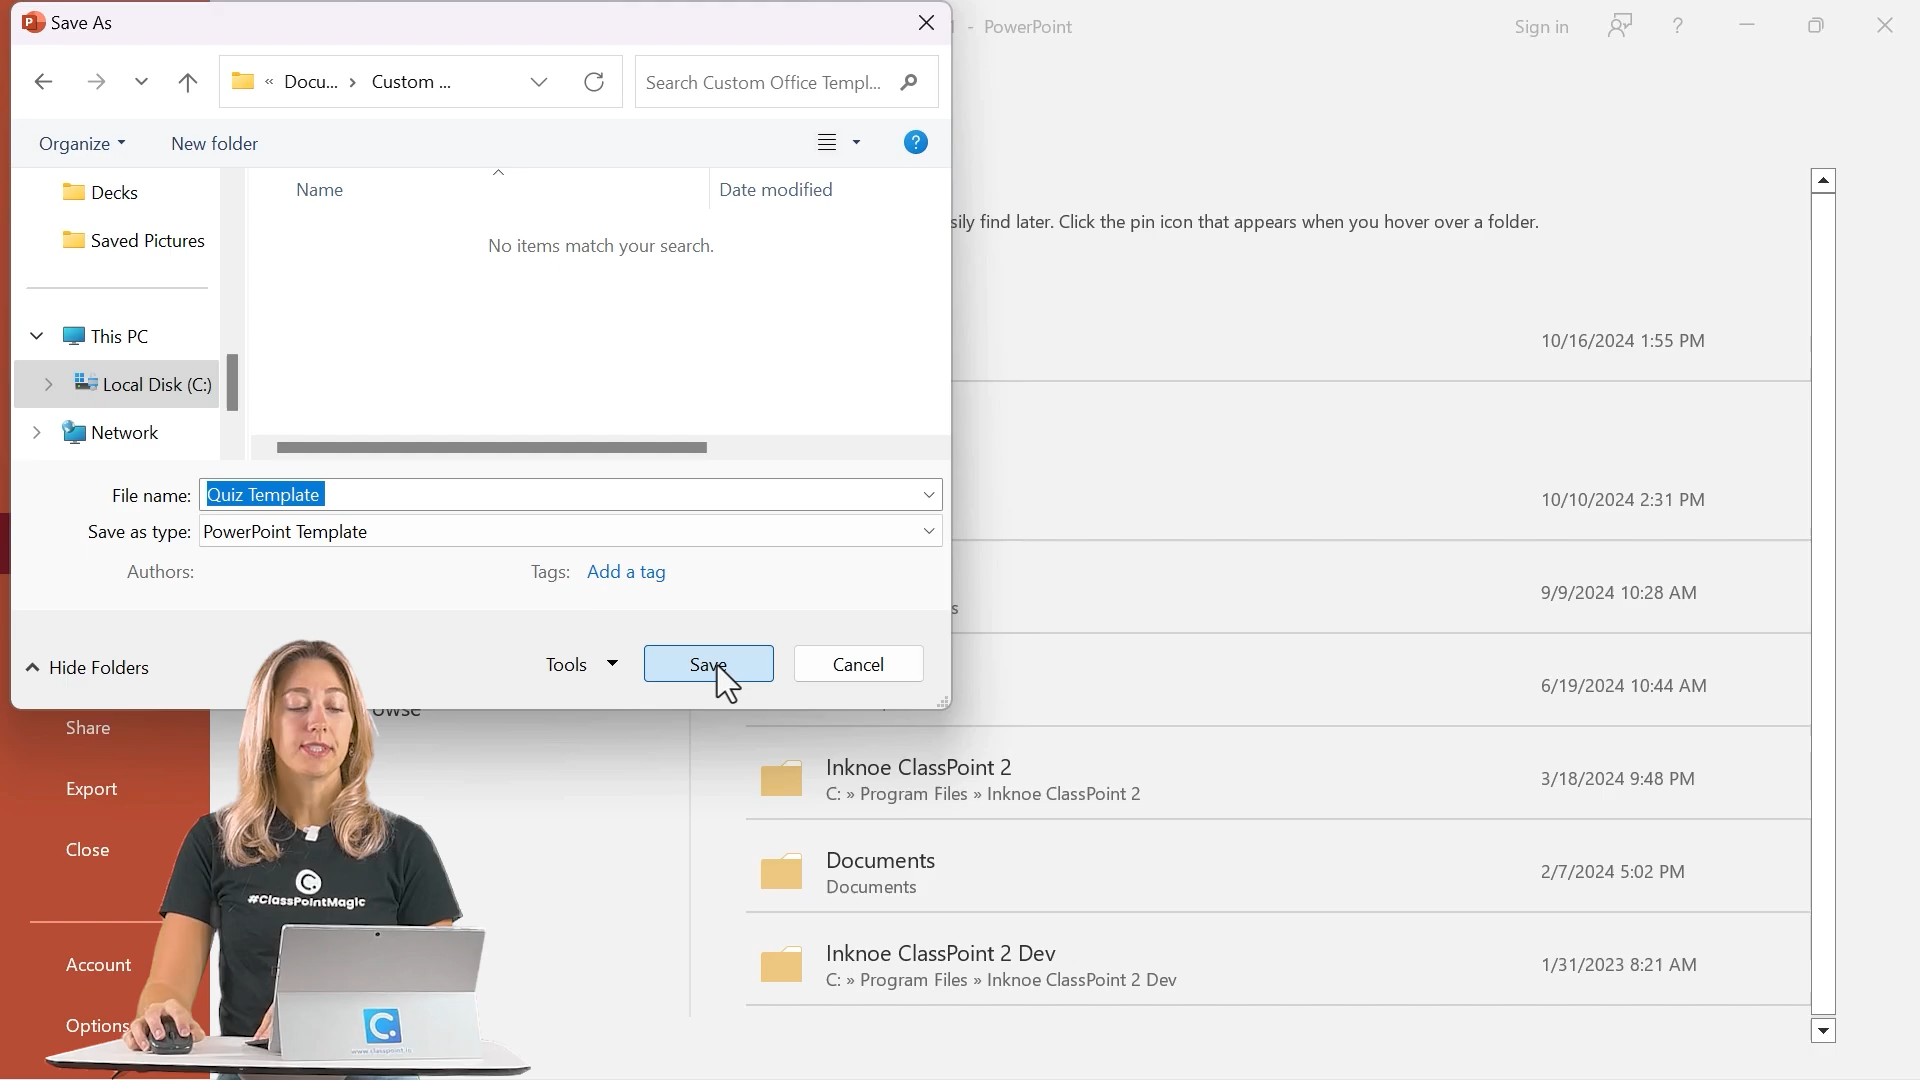 Save As
- PowerPoint
Sign in
?
« Docu... › Custom ...
Search Custom Office Templ...
Organize
New folder
?
Decks
Saved Pictures
This PC
Local Disk (C:)
Network
Name
Date modified
No items match your search.
File name: Quiz Template
Save as type: PowerPoint Template
Authors:
Tags: Add a tag
Hide Folders
Tools
Save
Cancel
sily find later. Click the pin icon that appears when you hover over a folder.
10/16/2024 1:55 PM
10/10/2024 2:31 PM
s
9/9/2024 10:28 AM
6/19/2024 10:44 AM
Inknoe ClassPoint 2
C: » Program Files » Inknoe ClassPoint 2
3/18/2024 9:48 PM
Documents
Documents
2/7/2024 5:02 PM
Inknoe ClassPoint 2 Dev
C: » Program Files » Inknoe ClassPoint 2 Dev
1/31/2023 8:21 AM
owse
Share
Export
Close
Account
Options
#ClassPointMagic
C.
www.classpoint.io